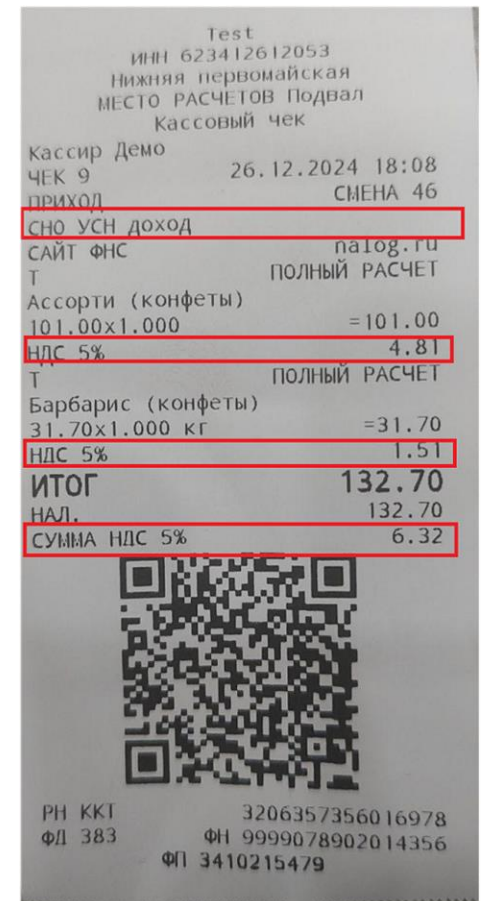 Test
ИНН 623412612053
Нижняя первомайская
МЕСТО РАСЧЕТОВ Подвал
Кассовый чек
Кассир Демо
ЧЕК 9 26.12.2024 18:08
ПРИХОД СМЕНА 46
СНО УСН доход
САЙТ ФНС nalog.ru
Т ПОЛНЫЙ РАСЧЕТ
Ассорти (конфеты)
101.00x1.000 =101.00
НДС 5% 4.81
Т ПОЛНЫЙ РАСЧЕТ
Барбарис (конфеты)
31.70x1.000 кг =31.70
НДС 5% 1.51
ИТОГ 132.70
НАЛ. 132.70
СУММА НДС 5% 6.32
РН ККТ 3206357356016978
ФД 383 ФН 9999078902014356
ФП 3410215479